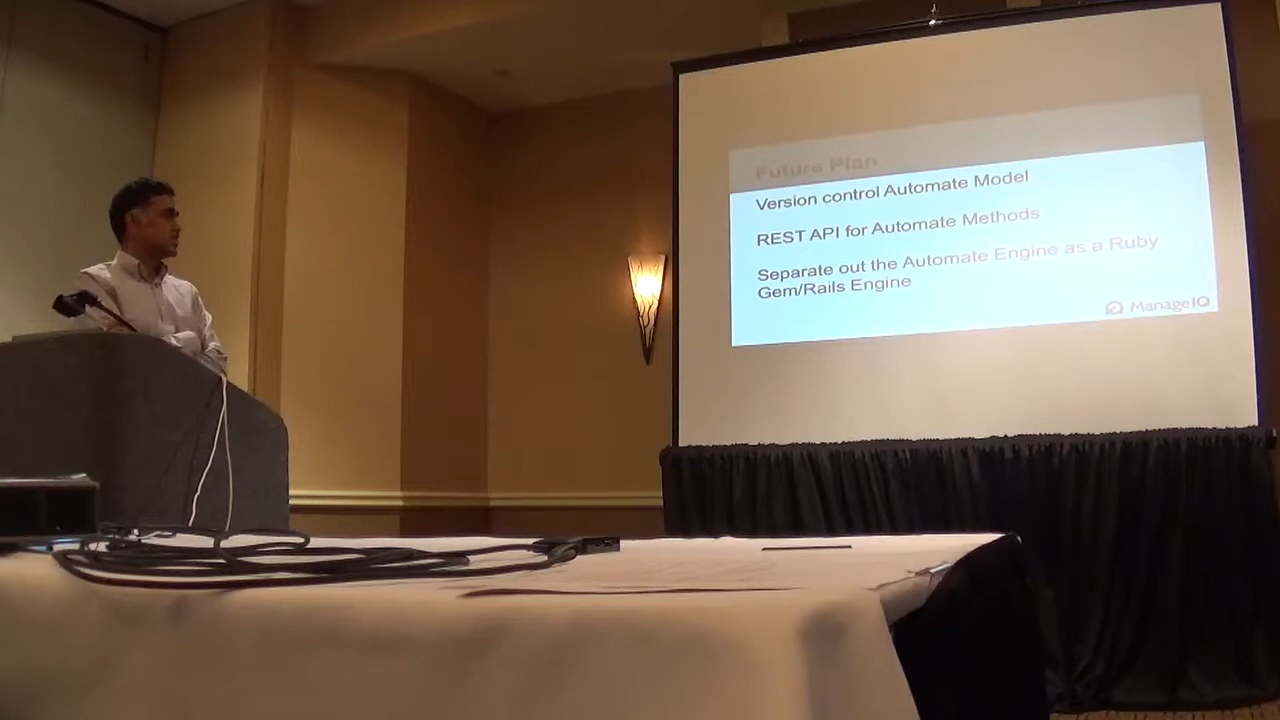 Future Plan
Version control Automate Model
REST API for Automate Methods
Separate out the Automate Engine as a Ruby
Gem/Rails Engine
ManageIQ